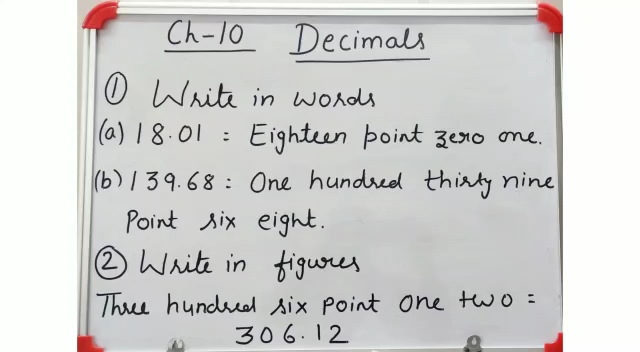 Ch-10 Decimals
① Write in words
(a) 18.01 = Eighteen point zero one.
(b) 139.68 = One hundred thirty nine
Point six eight.
② Write in figures
Three hundred six point one two =
306.12